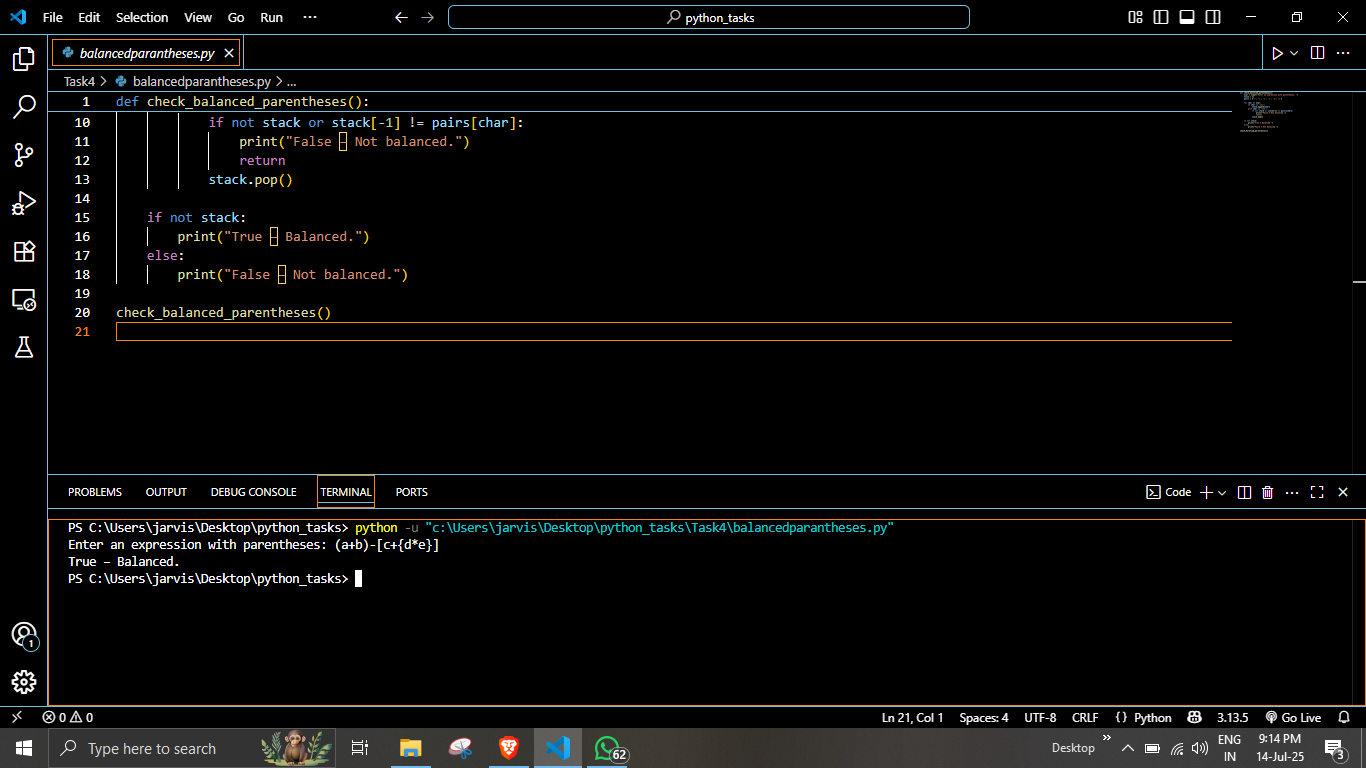 File Edit Selection View Go Run ···
python_tasks
balancedparantheses.py
Task4 > balancedparantheses.py > ...
1 def check_balanced_parentheses():
10 if not stack or stack[-1] != pairs[char]:
11 print("False – Not balanced.")
12 return
13 stack.pop()
14
15 if not stack:
16 print("True – Balanced.")
17 else:
18 print("False – Not balanced.")
19
20 check_balanced_parentheses()
21
PROBLEMS OUTPUT DEBUG CONSOLE TERMINAL PORTS
Code
PS C:\Users\jarvis\Desktop\python_tasks> python -u "c:\Users\jarvis\Desktop\python_tasks\Task4\balancedparantheses.py"
Enter an expression with parentheses: (a+b)-[c+{d*e}]
True – Balanced.
PS C:\Users\jarvis\Desktop\python_tasks>
1
0 0 Ln 21, Col 1 Spaces: 4 UTF-8 CRLF {} Python 3.13.5 Go Live
Type here to search
62
Desktop
ENG
IN
9:14 PM
14-Jul-25
3